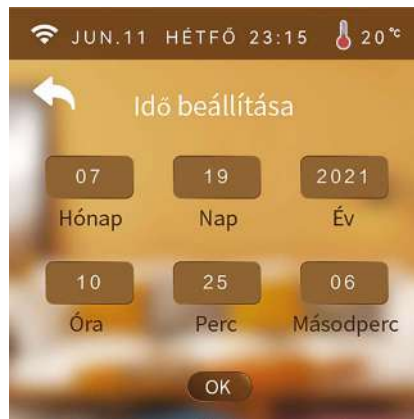 JUN.11 HÉTFŐ 23:15 20°C
Idő beállítása
07 19 2021
Hónap Nap Év
10 25 06
Óra Perc Másodperc
OK